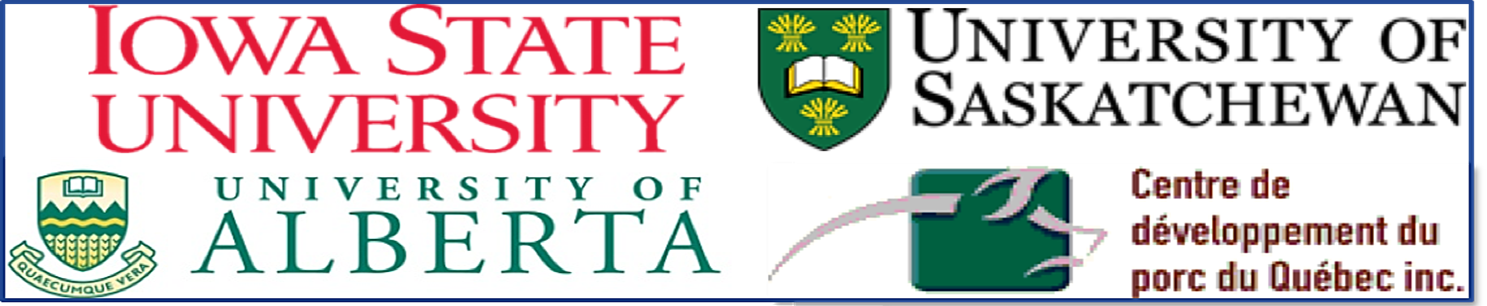 IOWA STATE
UNIVERSITY
UNIVERSITY OF
SASKATCHEWAN
QUAECUMQUE VERA
UNIVERSITY OF
ALBERTA
Centre de
développement du
porc du Québec inc.